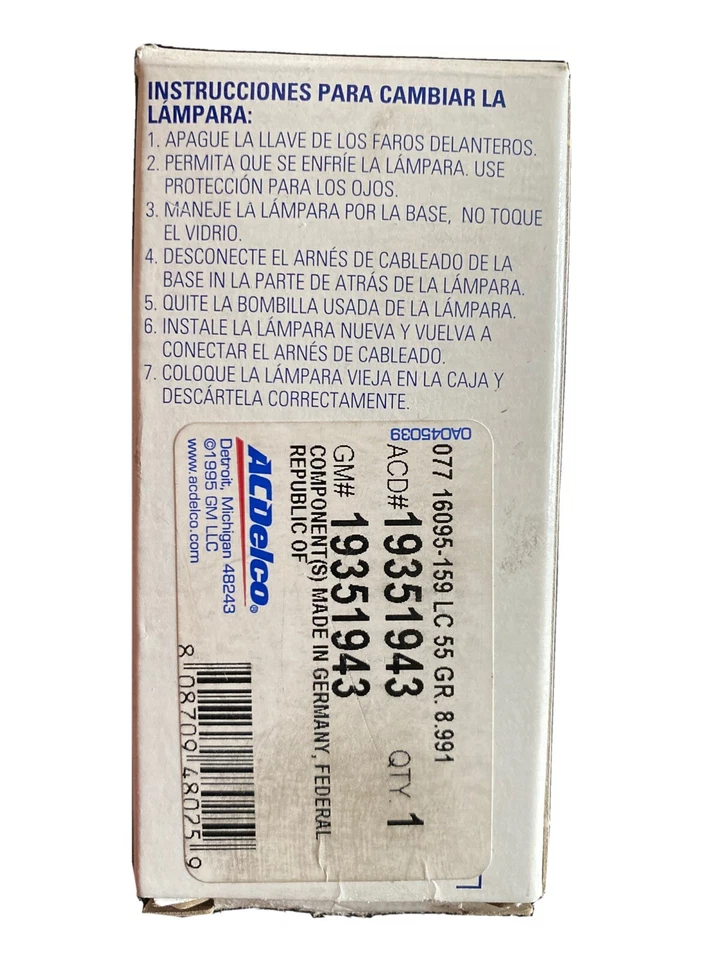 INSTRUCCIONES PARA CAMBIAR LA
LÁMPARA:
1. APAGUE LA LLAVE DE LOS FAROS DELANTEROS.
2. PERMITA QUE SE ENFRÍE LA LÁMPARA. USE
PROTECCIÓN PARA LOS OJOS.
3. MANEJE LA LÁMPARA POR LA BASE, NO TOQUE
EL VIDRIO.
4. DESCONECTE EL ARNÉS DE CABLEADO DE LA
BASE IN LA PARTE DE ATRÁS DE LA LÁMPARA.
5. QUITE LA BOMBILLA USADA DE LA LÁMPARA.
6. INSTALE LA LÁMPARA NUEVA Y VUELVA A
CONECTAR EL ARNÉS DE CABLEADO.
7. COLOQUE LA LÁMPARA VIEJA EN LA CAJA Y
DESCÁRTELA CORRECTAMENTE.
0A045039
077 16095-159 LC 55 GR. 8.991
ACD# 19351943 QTY. 1
GM# 19351943
COMPONENT(S) MADE IN GERMANY, FEDERAL
REPUBLIC OF
ACDelco®
Detroit, Michigan 48243
©1995 GM LLC
www.acdelco.com
8 08709 48025 9